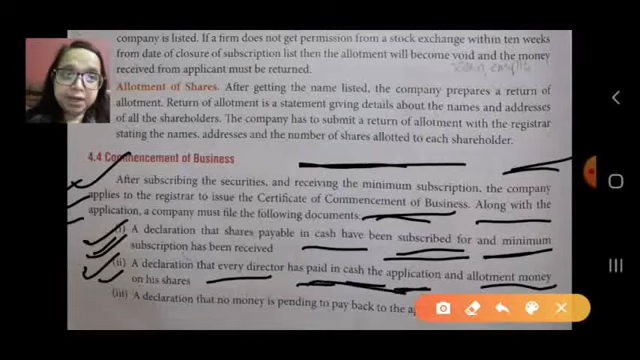 company is listed. If a firm does not get permission from a stock exchange within ten weeks
from date of closure of subscription list then the allotment will become void and the money
received from applicant must be returned.
Allotment of Shares. After getting the name listed, the company prepares a return of
allotment. Return of allotment is a statement giving details about the names and addresses
of all the shareholders. The company has to submit a return of allotment with the registrar
stating the names, addresses and the number of shares allotted to each shareholder.
4.4 Commencement of Business
After subscribing the securities, and receiving the minimum subscription, the company
applies to the registrar to issue the Certificate of Commencement of Business. Along with the
application, a company must file the following documents:
(i) A declaration that shares payable in cash have been subscribed for and minimum
subscription has been received
(ii) A declaration that every director has paid in cash the application and allotment money
on his shares
(iii) A declaration that no money is pending to pay back to the